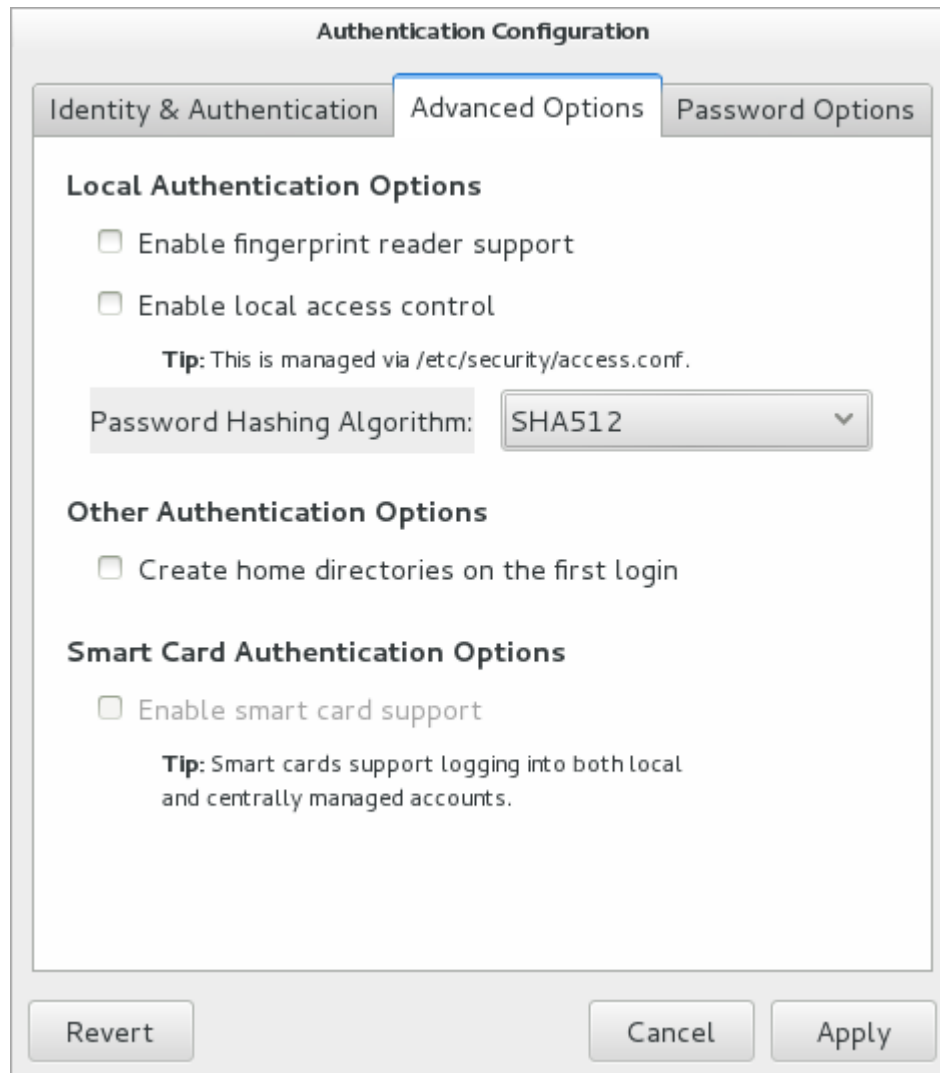 Authentication Configuration
Identity & Authentication
Advanced Options
Password Options
Local Authentication Options
Enable fingerprint reader support
Enable local access control
Tip: This is managed via /etc/security/access.conf.
Password Hashing Algorithm:
SHA512
Other Authentication Options
Create home directories on the first login
Smart Card Authentication Options
Enable smart card support
Tip: Smart cards support logging into both local
and centrally managed accounts.
Revert
Cancel
Apply